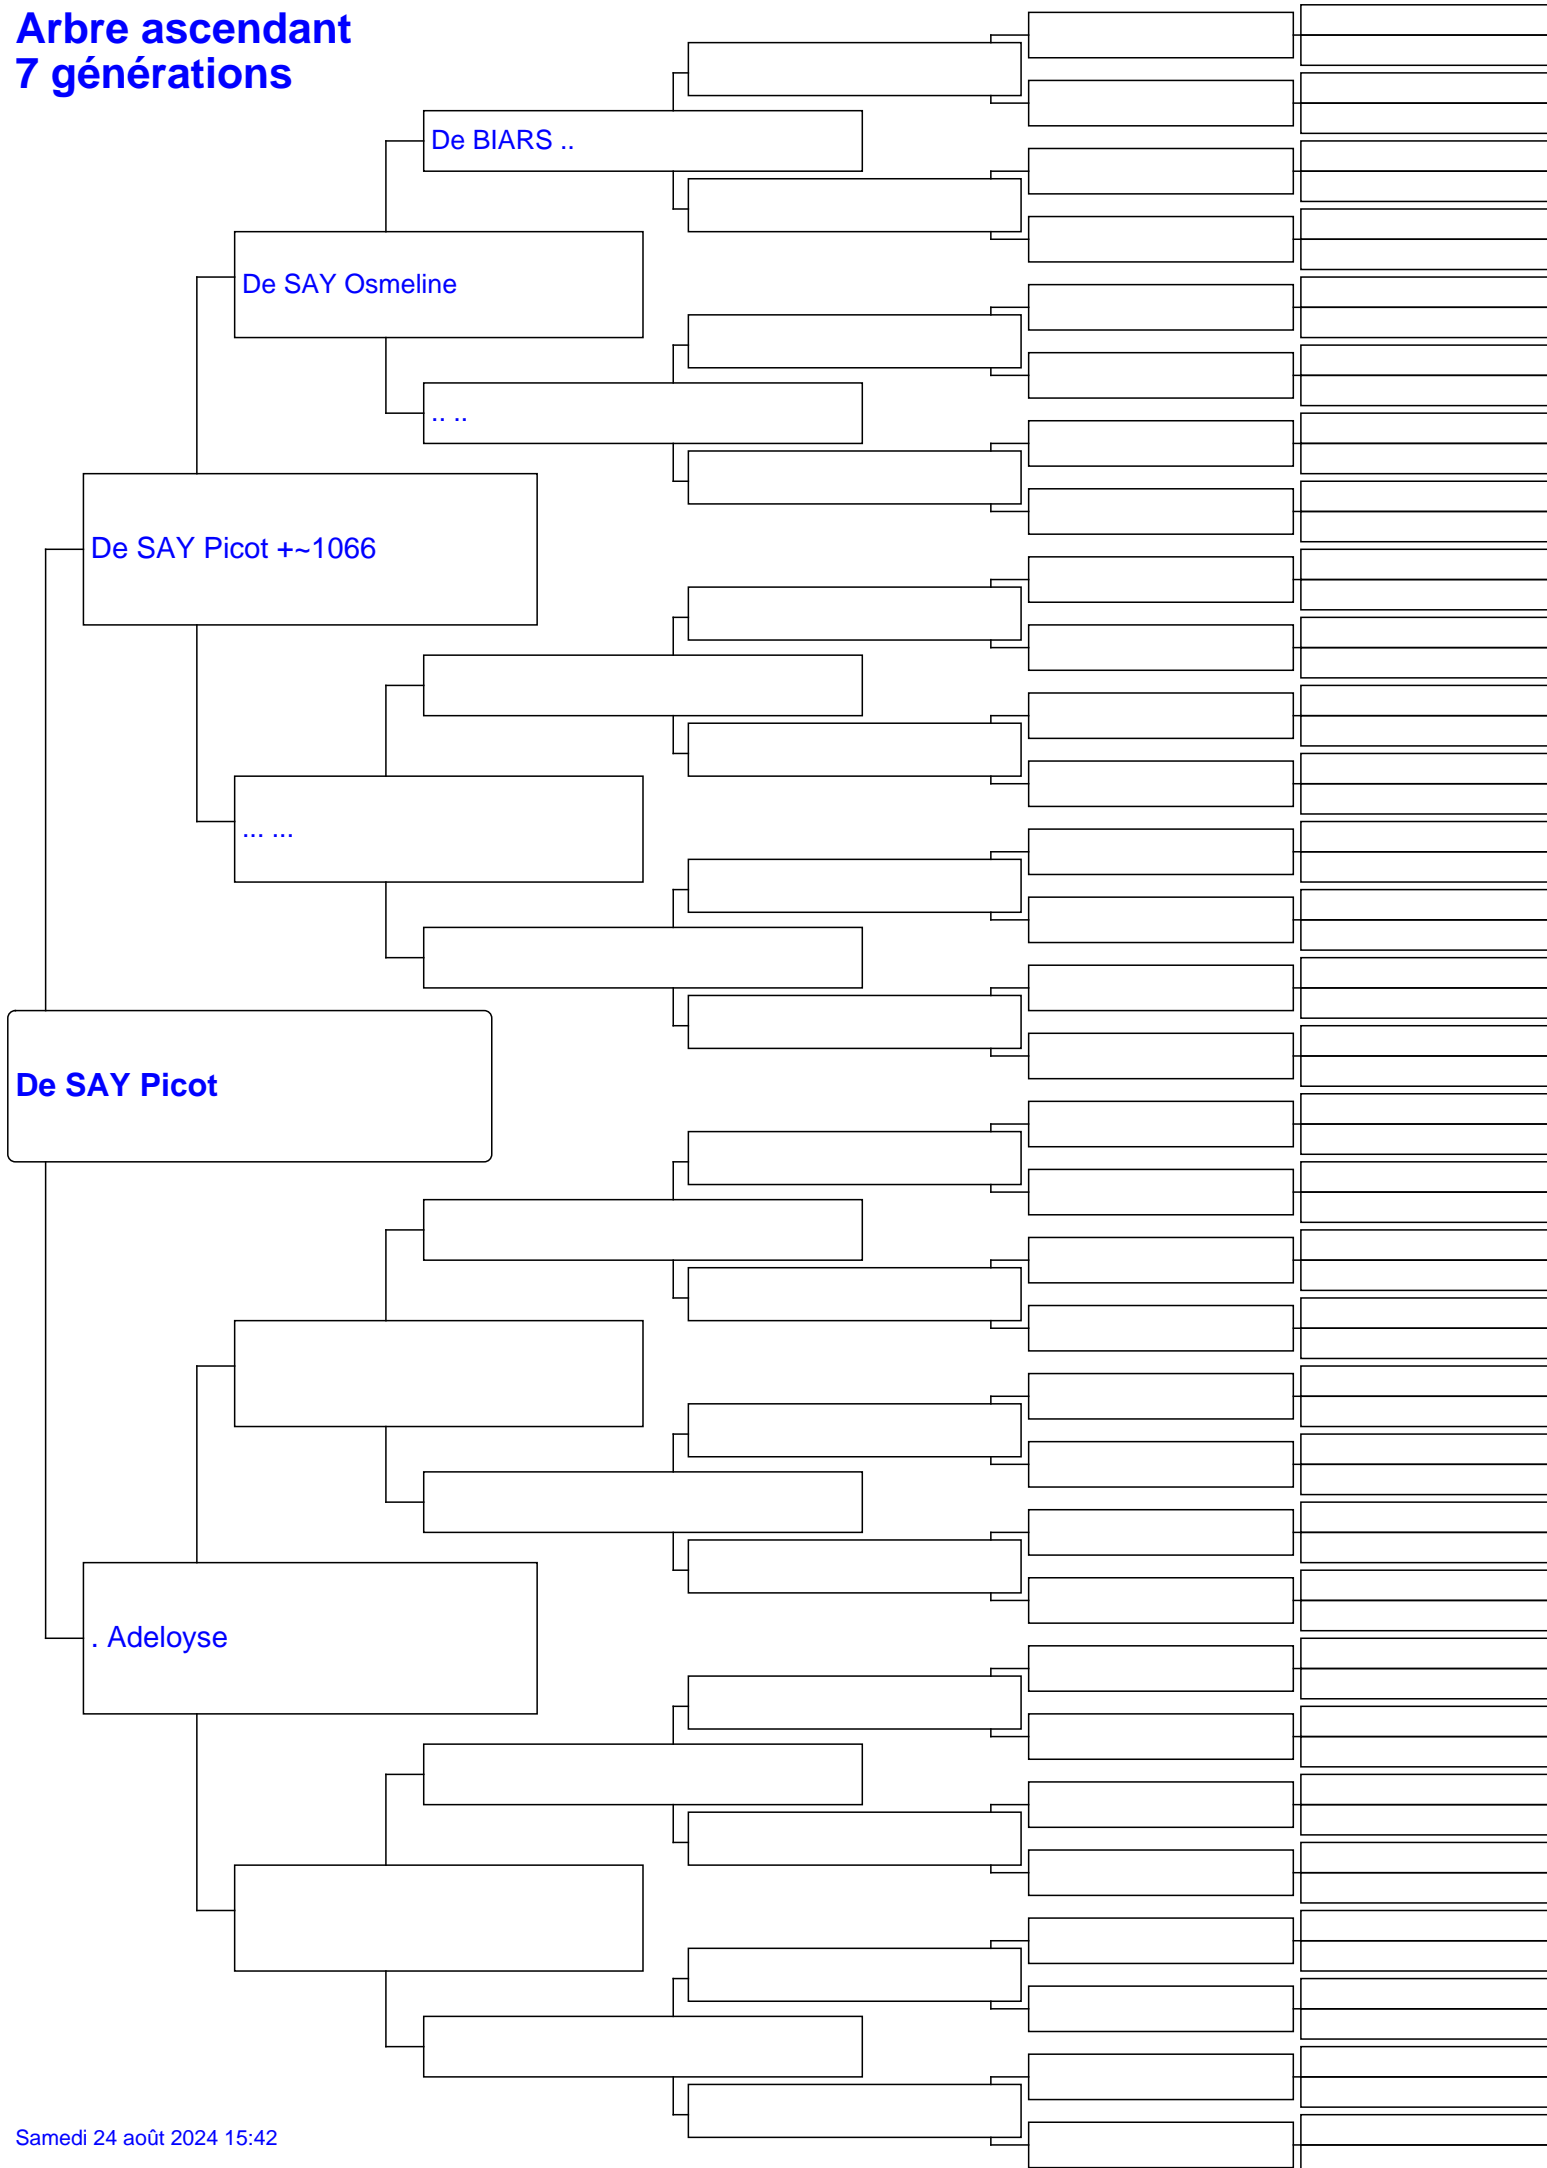 Arbre ascendant
7 générations
De BIARS ..
De SAY Osmeline
.. ..
De SAY Picot +~1066
... ...
De SAY Picot
. Adeloyse
Samedi 24 août 2024 15:42